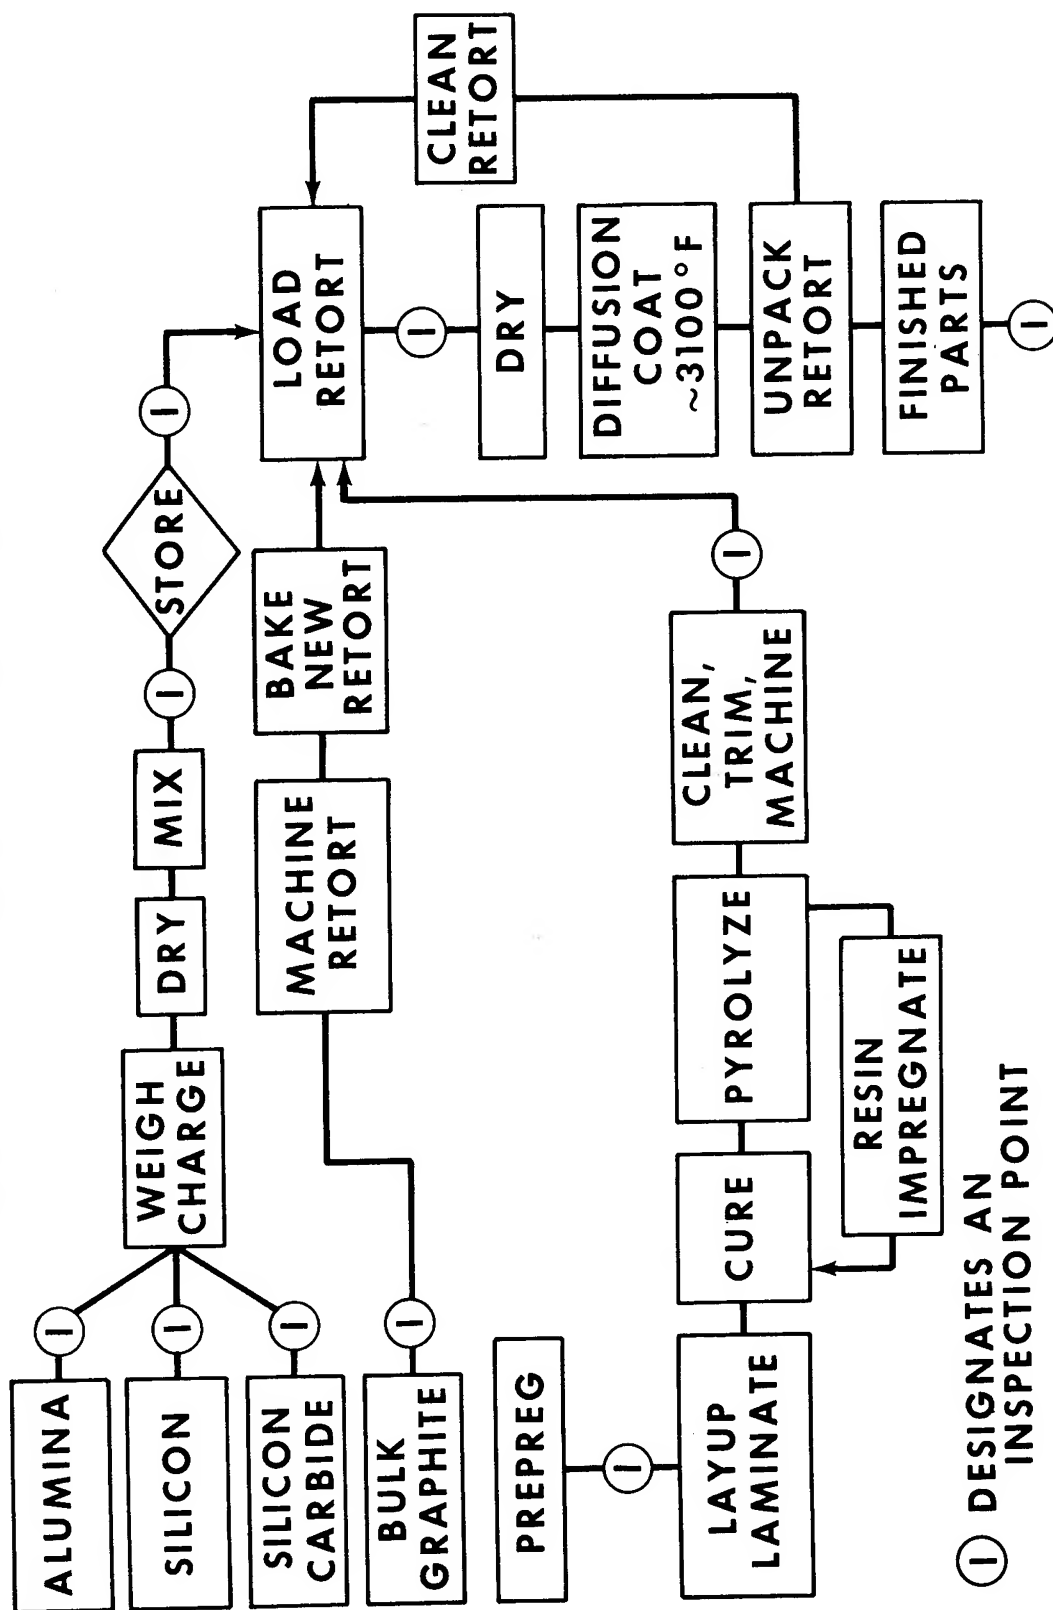 ALUMINA
I
SILICON
I
SILICON
CARBIDE
I
WEIGH
CHARGE
DRY
MIX
I
STORE
I
BULK
GRAPHITE
I
MACHINE
RETORT
BAKE
NEW
RETORT
LOAD
RETORT
CLEAN
RETORT
I
DRY
DIFFUSION
COAT
~3100°F
UNPACK
RETORT
FINISHED
PARTS
I
PREPREG
I
LAYUP
LAMINATE
CURE
PYROLYZE
RESIN
IMPREGNATE
CLEAN,
TRIM,
MACHINE
I
I DESIGNATES AN
INSPECTION POINT